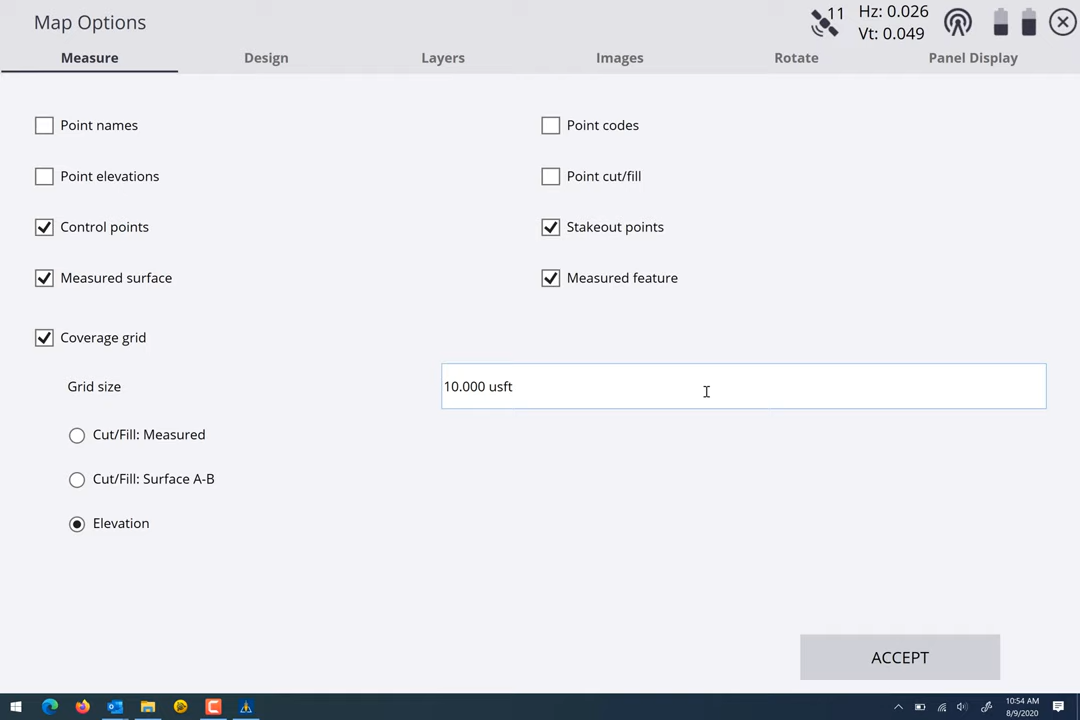 Map Options
11
Hz: 0.026
Vt: 0.049
Measure
Design
Layers
Images
Rotate
Panel Display
Point names
Point codes
Point elevations
Point cut/fill
Control points
Stakeout points
Measured surface
Measured feature
Coverage grid
Grid size
10.000 usft
Cut/Fill: Measured
Cut/Fill: Surface A-B
Elevation
ACCEPT
10:54 AM
8/9/2020